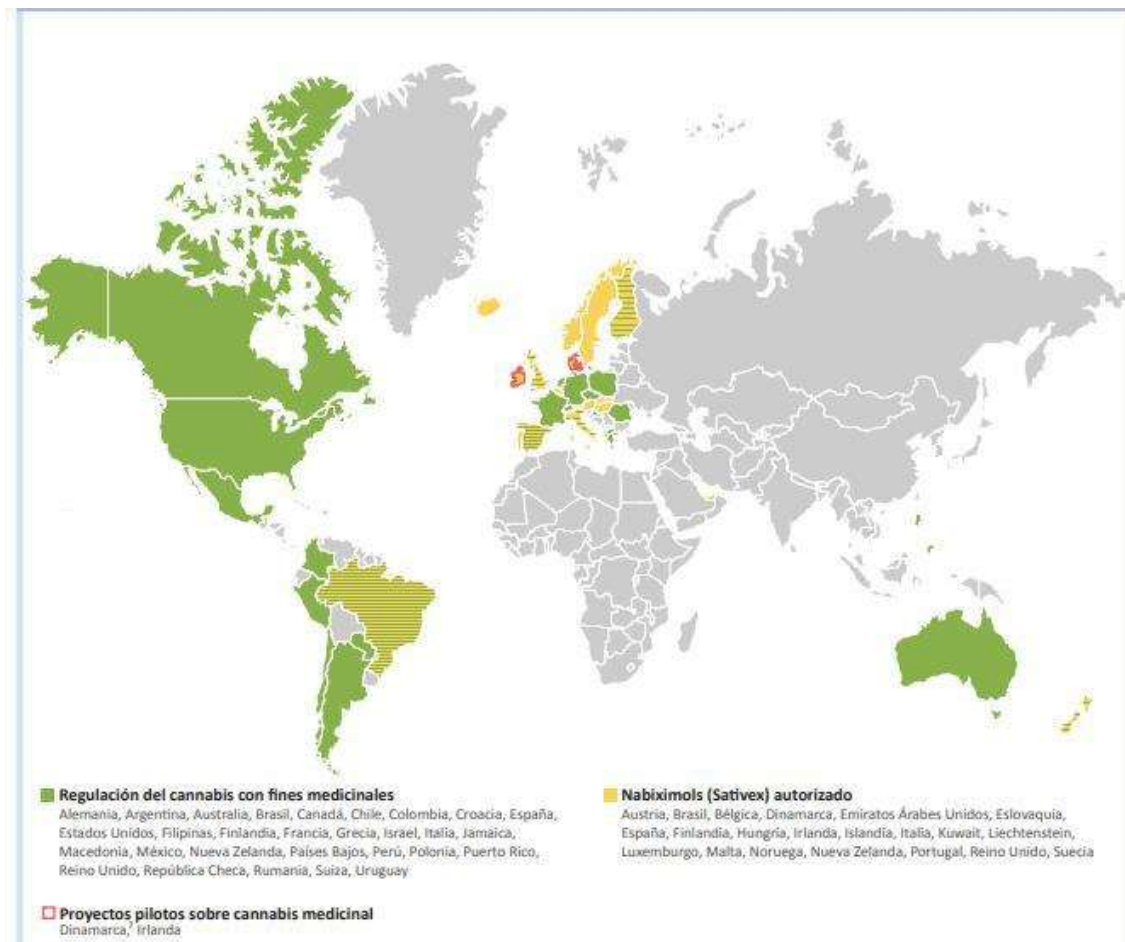 Regulación del cannabis con fines medicinales
Alemania, Argentina, Australia, Brasil, Canadá, Chile, Colombia, Croacia, España,
Estados Unidos, Filipinas, Finlandia, Francia, Grecia, Israel, Italia, Jamaica,
Macedonia, México, Nueva Zelanda, Países Bajos, Perú, Polonia, Puerto Rico,
Reino Unido, República Checa, Rumania, Suiza, Uruguay
Nabiximols (Sativex) autorizado
Austria, Brasil, Bélgica, Dinamarca, Emiratos Árabes Unidos, Eslovaquia,
España, Finlandia, Hungría, Irlanda, Islandia, Italia, Kuwait, Liechtenstein,
Luxemburgo, Malta, Noruega, Nueva Zelanda, Portugal, Reino Unido, Suecia
Proyectos pilotos sobre cannabis medicinal
Dinamarca, Irlanda